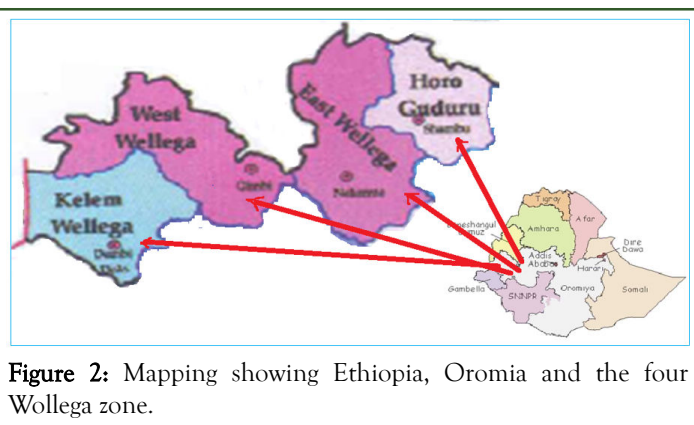 Horo
Guduru
Shambu
East Wellega
West
Wellega
Gimbi
Nekemte
Kelem
Wellega
Dembi
Tigray
Afar
Amhara
Dire
Dawa
Addis
Ababa
Harari
Gambella
SNNPR
Oromiya
Somali
Figure 2: Mapping showing Ethiopia, Oromia and the four
Wollega zone.